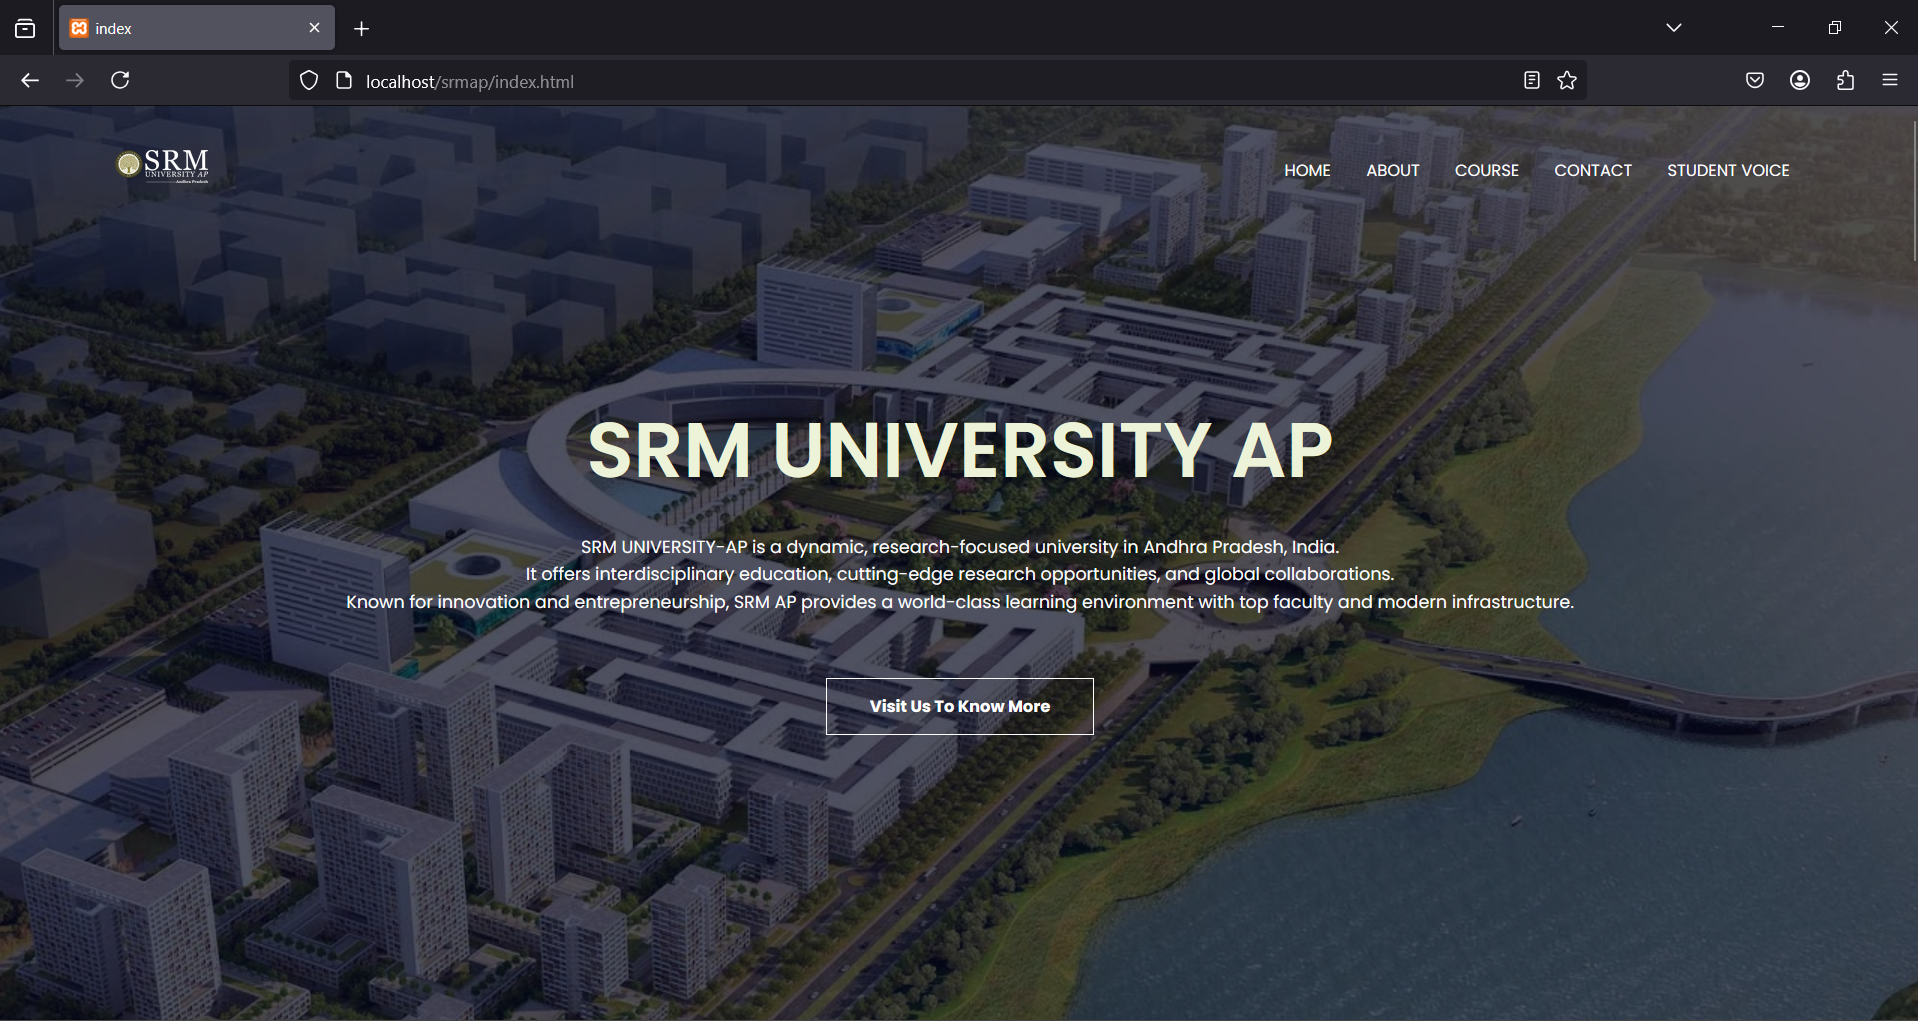 index
localhost/srmap/index.html
SRM
UNIVERSITY AP
Andhra Pradesh
HOME ABOUT COURSE CONTACT STUDENT VOICE
SRM UNIVERSITY AP
SRM UNIVERSITY-AP is a dynamic, research-focused university in Andhra Pradesh, India.
It offers interdisciplinary education, cutting-edge research opportunities, and global collaborations.
Known for innovation and entrepreneurship, SRM AP provides a world-class learning environment with top faculty and modern infrastructure.
Visit Us To Know More